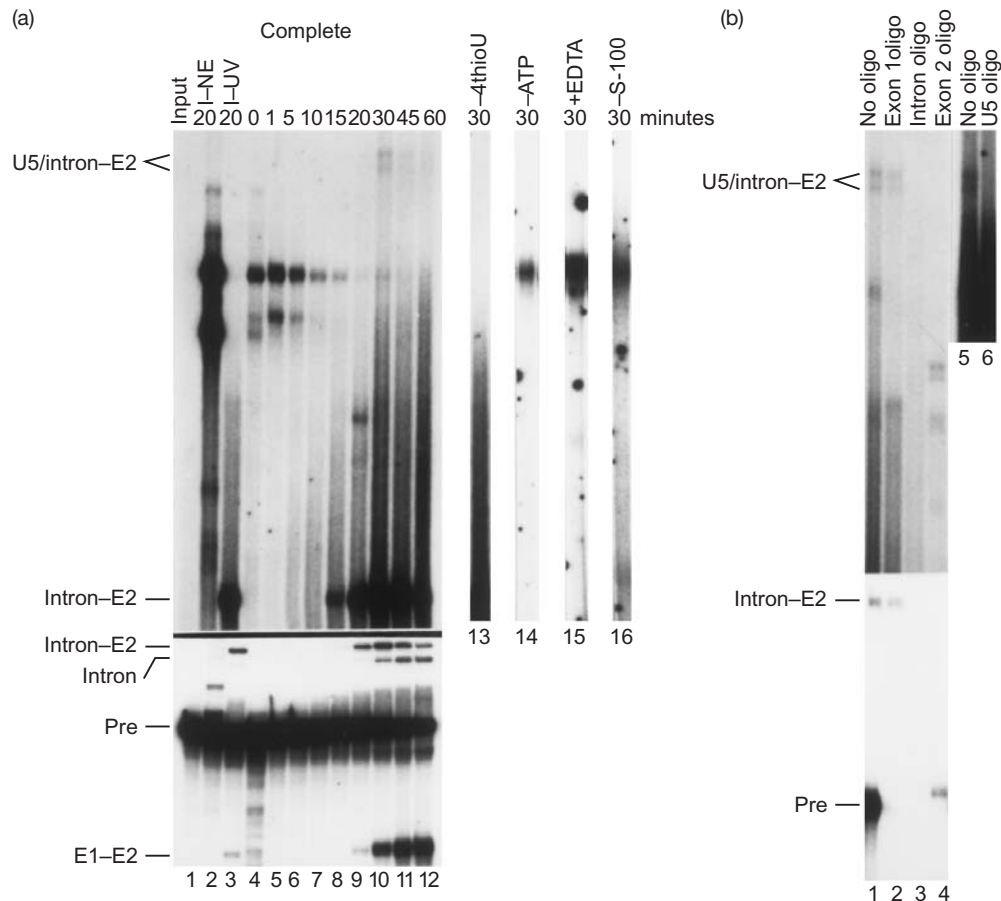 (a)
Complete
Input
I–NE
I–UV
20 20 0 1 5 10 15 20 30 45 60
–4thioU
–ATP
+EDTA
–S-100
30 30 30 30 minutes
U5/intron–E2
Intron–E2
13 14 15 16
Intron–E2
Intron
Pre
E1–E2
1 2 3 4 5 6 7 8 9 10 11 12
(b)
No oligo
Exon 1oligo
Intron oligo
Exon 2 oligo
No oligo
U5 oligo
U5/intron–E2
5 6
Intron–E2
Pre
1 2 3 4